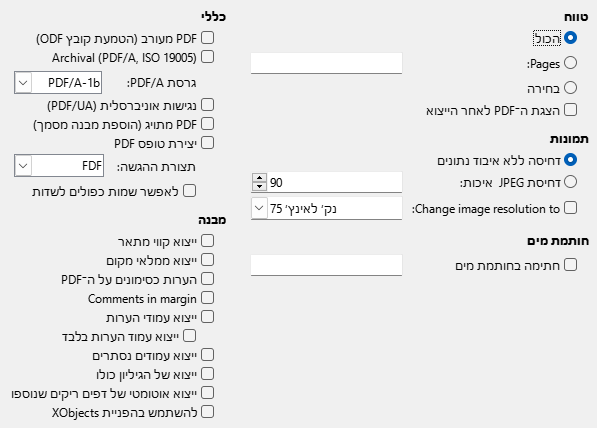 טווח
הכול
Pages:
בחירה
הצגת ה־PDF לאחר הייצוא
תמונות
דחיסה ללא איבוד נתונים
דחיסת JPEG איכות:
90
Change image resolution to:
75 נק׳ לאינץ׳
חותמת מים
חתימה בחותמת מים
כללי
PDF מעורב (הטמעת קובץ ODF)
Archival (PDF/A, ISO 19005)
גרסת PDF/A:
PDF/A-1b
נגישות אוניברסלית (PDF/UA)
PDF מתויג (הוספת מבנה מסמך)
יצירת טופס PDF
תצורת ההגשה:
FDF
לאפשר שמות כפולים לשדות
מבנה
ייצוא קווי מתאר
ייצוא ממלאי מקום
הערות כסימונים על ה־PDF
Comments in margin
ייצוא עמודי הערות
ייצוא עמוד הערות בלבד
ייצוא עמודים נסתרים
ייצוא של הגיליון כולו
ייצוא אוטומטי של דפים ריקים שנוספו
להשתמש בהפניית XObjects